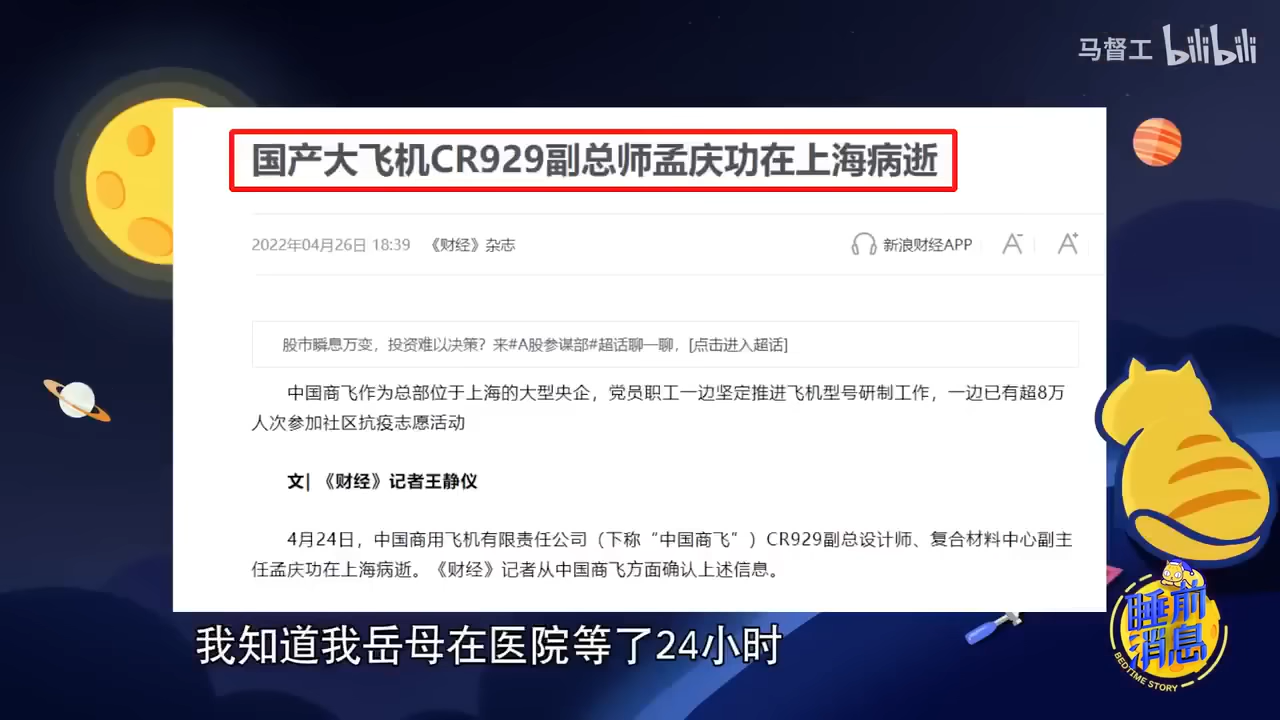 马督工 bilibili
国产大飞机CR929副总师孟庆功在上海病逝
2022年04月26日 18:39 《财经》杂志 新浪财经APP A- A+
股市瞬息万变，投资难以决策？来#A股参谋部#超话聊一聊，[点击进入超话]
中国商飞作为总部位于上海的大型央企，党员职工一边坚定推进飞机型号研制工作，一边已有超8万
人次参加社区抗疫志愿活动
文| 《财经》记者王静仪
4月24日，中国商用飞机有限责任公司（下称“中国商飞”）CR929副总设计师、复合材料中心副主
任孟庆功在上海病逝。《财经》记者从中国商飞方面确认上述信息。
我知道我岳母在医院等了24小时
睡前
消息
BEDTIME STORY